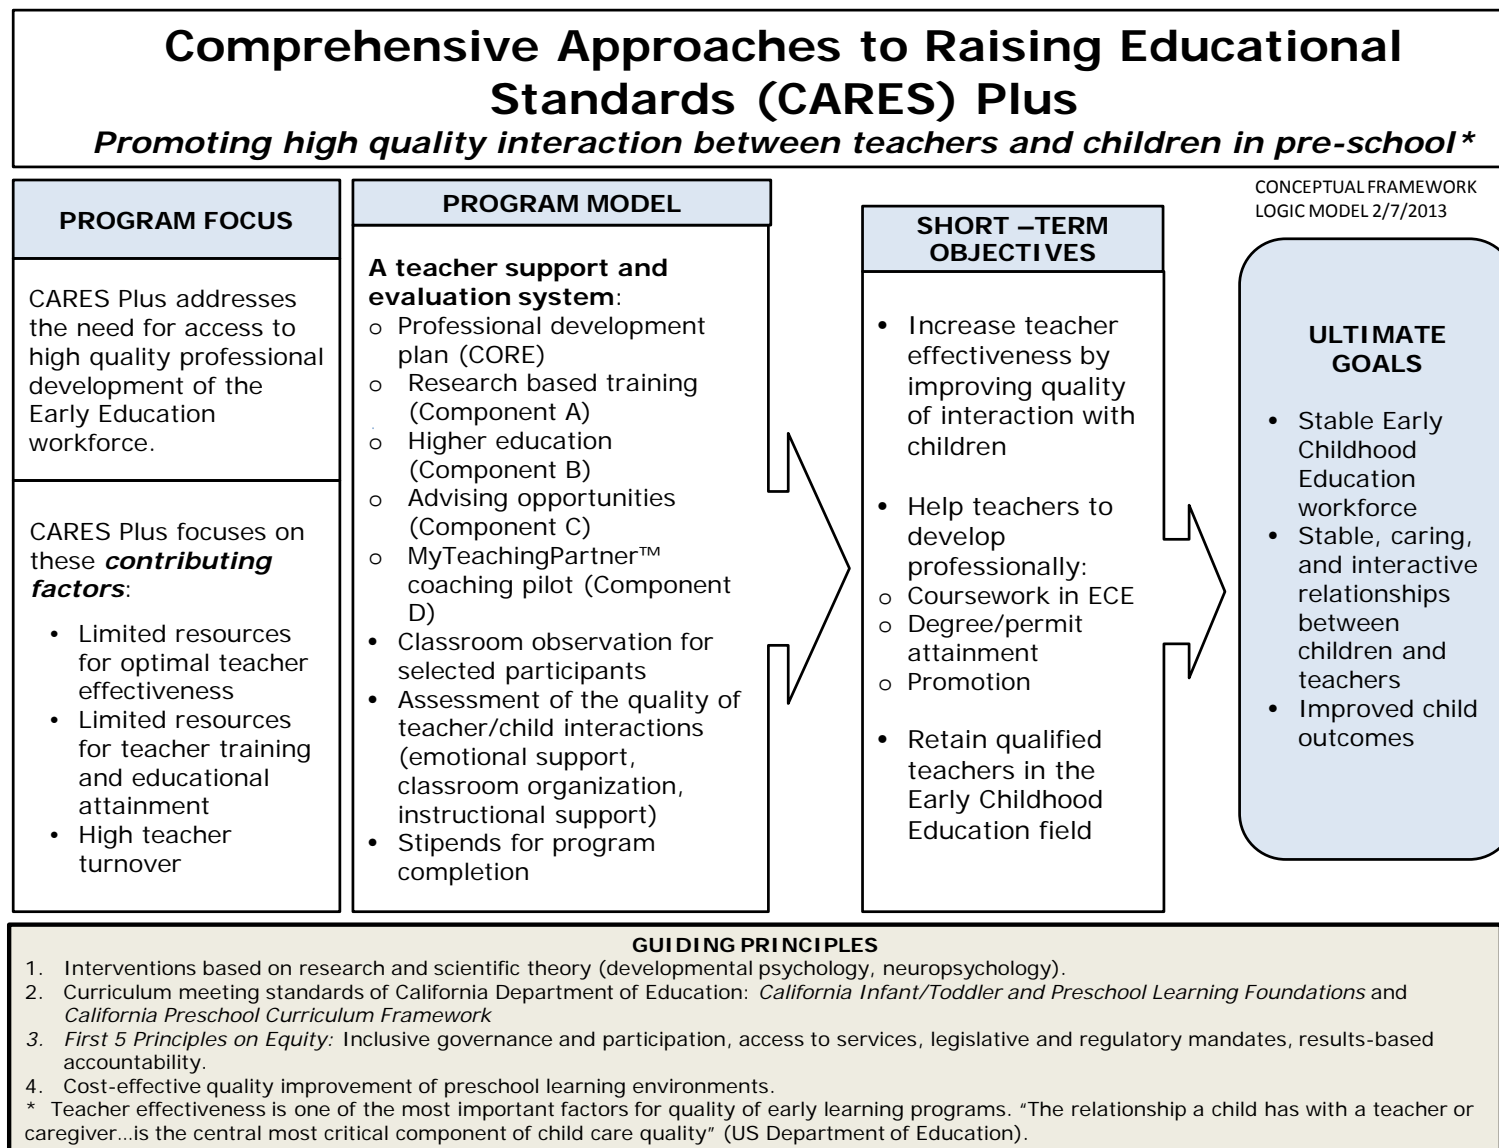 Comprehensive Approaches to Raising Educational
Standards (CARES) Plus
Promoting high quality interaction between teachers and children in pre-school*
PROGRAM FOCUS
CARES Plus addresses
the need for access to
high quality professional
development of the
Early Education
workforce.
CARES Plus focuses on
these contributing
factors:
• Limited resources
for optimal teacher
effectiveness
• Limited resources
for teacher training
and educational
attainment
• High teacher
turnover
PROGRAM MODEL
A teacher support and
evaluation system:
o Professional development
plan (CORE)
o Research based training
(Component A)
o Higher education
(Component B)
o Advising opportunities
(Component C)
o MyTeachingPartner™
coaching pilot (Component
D)
• Classroom observation for
selected participants
• Assessment of the quality of
teacher/child interactions
(emotional support,
classroom organization,
instructional support)
• Stipends for program
completion
SHORT –TERM
OBJECTIVES
• Increase teacher
effectiveness by
improving quality
of interaction with
children
• Help teachers to
develop
professionally:
o Coursework in ECE
o Degree/permit
attainment
o Promotion
• Retain qualified
teachers in the
Early Childhood
Education field
CONCEPTUAL FRAMEWORK
LOGIC MODEL 2/7/2013
ULTIMATE
GOALS
• Stable Early
Childhood
Education
workforce
• Stable, caring,
and interactive
relationships
between
children and
teachers
• Improved child
outcomes
GUIDING PRINCIPLES
1. Interventions based on research and scientific theory (developmental psychology, neuropsychology).
2. Curriculum meeting standards of California Department of Education: California Infant/Toddler and Preschool Learning Foundations and
California Preschool Curriculum Framework
3. First 5 Principles on Equity: Inclusive governance and participation, access to services, legislative and regulatory mandates, results-based
accountability.
4. Cost-effective quality improvement of preschool learning environments.
* Teacher effectiveness is one of the most important factors for quality of early learning programs. "The relationship a child has with a teacher or
caregiver...is the central most critical component of child care quality" (US Department of Education).